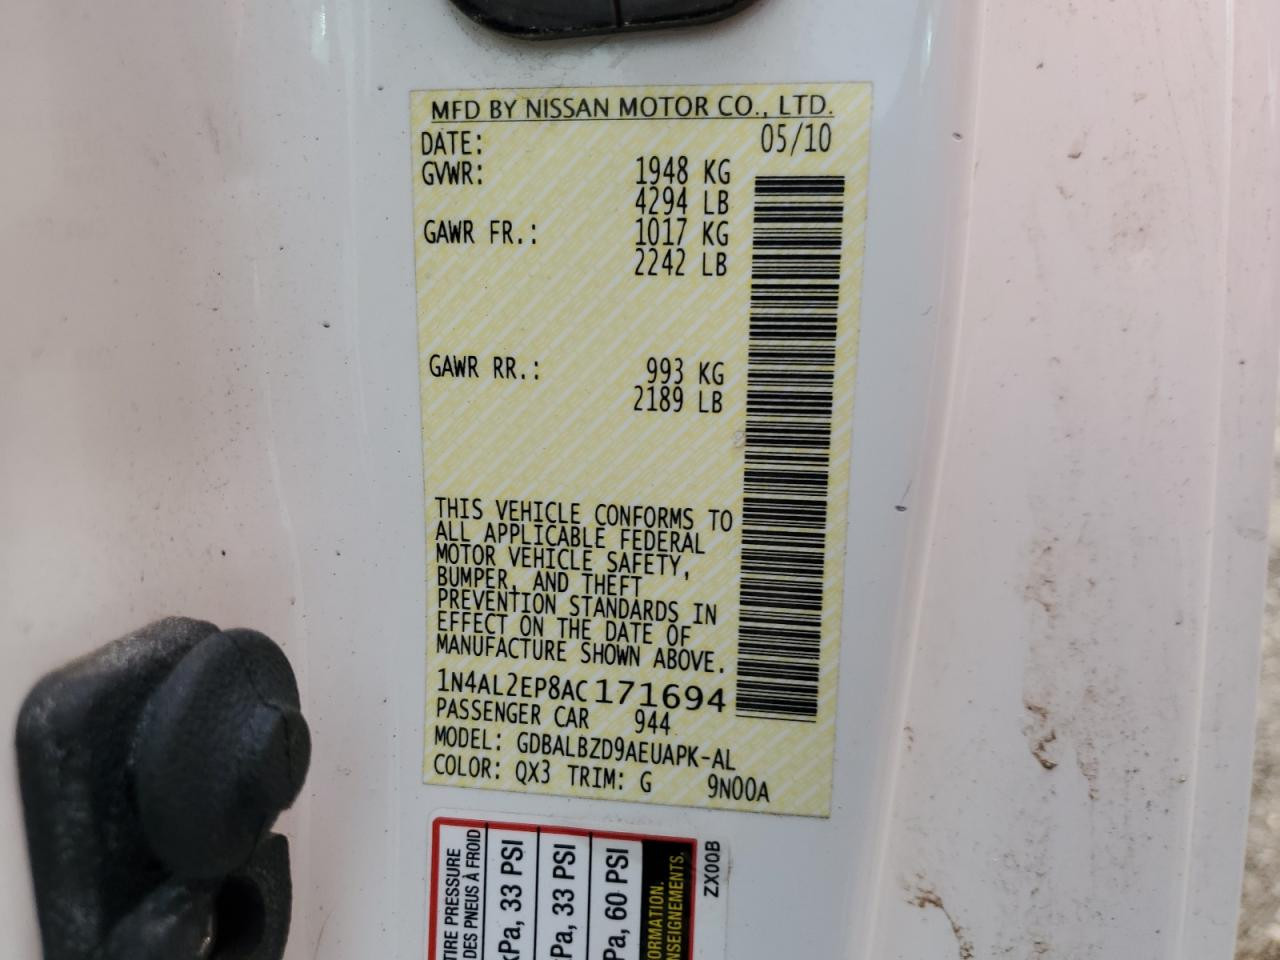 MFD BY NISSAN MOTOR CO., LTD.
DATE: 05/10
GVWR: 1948 KG
4294 LB
GAWR FR.: 1017 KG
2242 LB
GAWR RR.: 993 KG
2189 LB
THIS VEHICLE CONFORMS TO
ALL APPLICABLE FEDERAL
MOTOR VEHICLE SAFETY,
BUMPER, AND THEFT
PREVENTION STANDARDS IN
EFFECT ON THE DATE OF
MANUFACTURE SHOWN ABOVE.
1N4AL2EP8AC171694
PASSENGER CAR 944
MODEL: GDBALBZD9AEUAPK-AL
COLOR: QX3 TRIM: G 9N00A
TIRE PRESSURE
DES PNEUS À FROID
kPa, 33 PSI
Pa, 33 PSI
Pa, 60 PSI
ORMATION.
NSEIGNEMENTS.
ZX00B